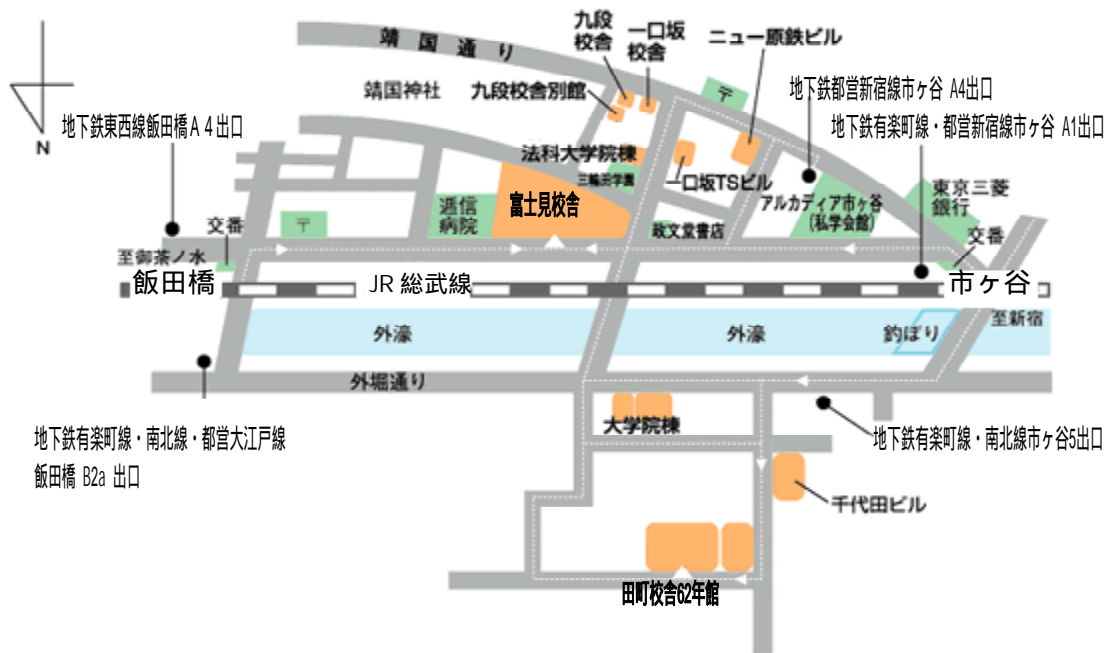 靖国通り
九段
校舎
一口坂
校舎
ニュー原鉄ビル
靖国神社
九段校舎別館
〒
地下鉄都営新宿線市ヶ谷 A4出口
地下鉄有楽町線・都営新宿線市ヶ谷 A1出口
N
地下鉄東西線飯田橋A４出口
法科大学院棟
三輪田学園
一口坂TSビル
アルカディア市ヶ谷
(私学会館)
東京三菱
銀行
逓信
病院
富士見校舎
政文堂書店
交番
〒
交番
至御茶ノ水
飯田橋
JR 総武線
市ヶ谷
至新宿
外濠
外濠
釣ぼり
外堀通り
大学院棟
地下鉄有楽町線・南北線・都営大江戸線
飯田橋 B2a 出口
地下鉄有楽町線・南北線市ヶ谷5出口
千代田ビル
田町校舎62年館